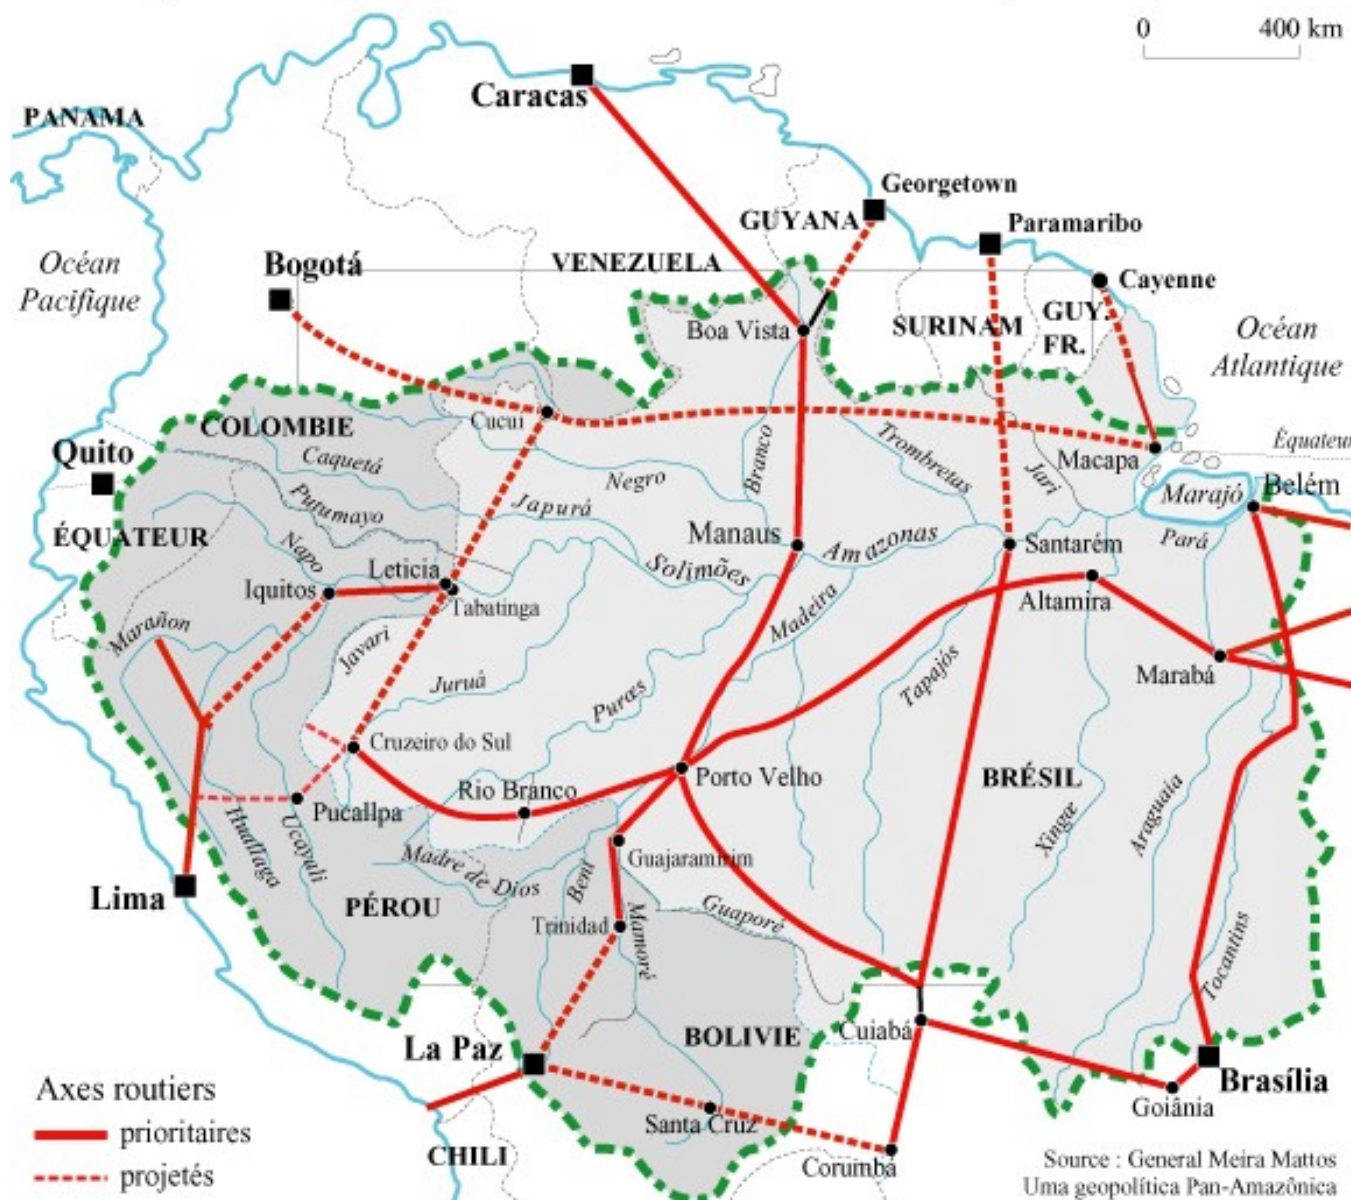 0 400 km
Caracas
PANAMA
Georgetown
GUYANA
Paramaribo
Océan
Pacifique
Bogotá
VENEZUELA
Cayenne
Boa Vista
SURINAM
GUY.
FR.
Océan
Atlantique
Cucui
COLOMBIE
Quito
Caquetá
Negro
Branco
Trombretas
Jari
Macapa
Équateur
Marajó
Belém
Putumayo
Japurá
ÉQUATEUR
Napo
Manaus
Amazonas
Santarém
Pará
Leticia
Solimões
Iquitos
Tabatinga
Altamira
Marañon
Javari
Madeira
Juruá
Puraes
Tapajós
Marabá
Cruzeiro do Sul
Porto Velho
BRÉSIL
Rio Branco
Pucallpa
Xinge
Araguaia
Huallaga
Ucayali
Madre de Dios
Beni
Guajaramirim
Lima
PÉROU
Trinidad
Mamoré
Guaporé
Tocantins
La Paz
BOLIVIE
Cuiabá
Brasília
Axes routiers
Goiânia
prioritaires
Santa Cruz
CHILI
Corumbá
projetés
Source : General Meira Mattos
Uma geopolítica Pan-Amazônica